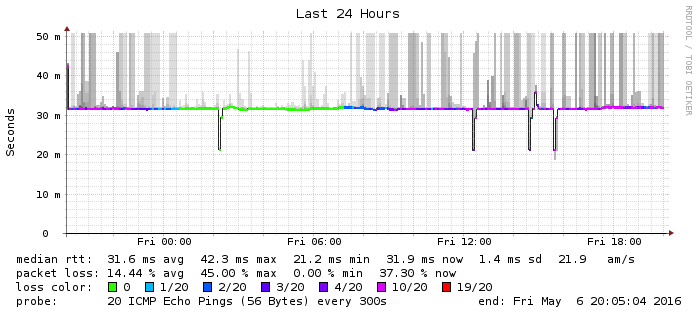 Last 24 Hours
RRDTOOL / TOBI OETIKER
Seconds
50 m
40 m
30 m
20 m
10 m
0
Fri 00:00 Fri 06:00 Fri 12:00 Fri 18:00
median rtt: 31.6 ms avg 42.3 ms max 21.2 ms min 31.9 ms now 1.4 ms sd 21.9 am/s
packet loss: 14.44 % avg 45.00 % max 0.00 % min 37.30 % now
loss color: 0 1/20 2/20 3/20 4/20 10/20 19/20
probe: 20 ICMP Echo Pings (56 Bytes) every 300s end: Fri May 6 20:05:04 2016